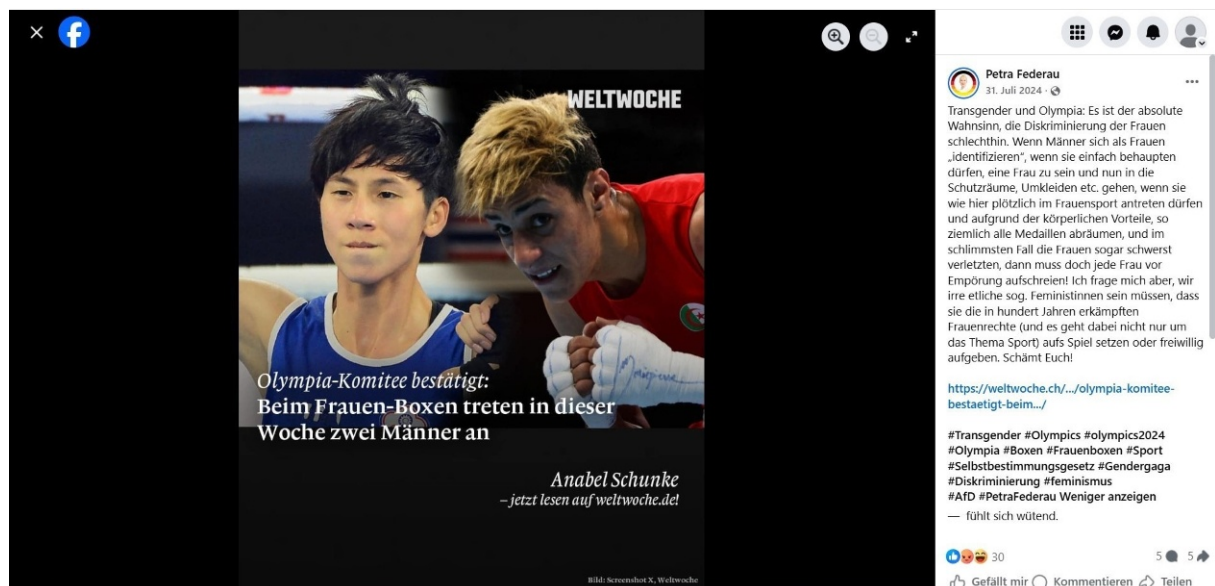 WELTWOCHE
Olympia-Komitee bestätigt:
Beim Frauen-Boxen treten in dieser
Woche zwei Männer an
Anabel Schunke
– jetzt lesen auf weltwoche.de!
Bild: Screenshot X, Weltwoche
Petra Federau
31. Juli 2024 ·
Transgender und Olympia: Es ist der absolute
Wahnsinn, die Diskriminierung der Frauen
schlechthin. Wenn Männer sich als Frauen
„identifizieren“, wenn sie einfach behaupten
dürfen, eine Frau zu sein und nun in die
Schutzräume, Umkleiden etc. gehen, wenn sie
wie hier plötzlich im Frauensport antreten dürfen
und aufgrund der körperlichen Vorteile, so
ziemlich alle Medaillen abräumen, und im
schlimmsten Fall die Frauen sogar schwerst
verletzten, dann muss doch jede Frau vor
Empörung aufschreien! Ich frage mich aber, wir
irre etliche sog. Feministinnen sein müssen, dass
sie die in hundert Jahren erkämpften
Frauenrechte (und es geht dabei nicht nur um
das Thema Sport) aufs Spiel setzen oder freiwillig
aufgeben. Schämt Euch!
https://weltwoche.ch/.../olympia-komitee-
bestaetigt-beim.../
#Transgender #Olympics #olympics2024
#Olympia #Boxen #Frauenboxen #Sport
#Selbstbestimmungsgesetz #Gendergaga
#Diskriminierung #feminismus
#AfD #PetraFederau Weniger anzeigen
— fühlt sich wütend.
30 5 5
Gefällt mir Kommentieren Teilen